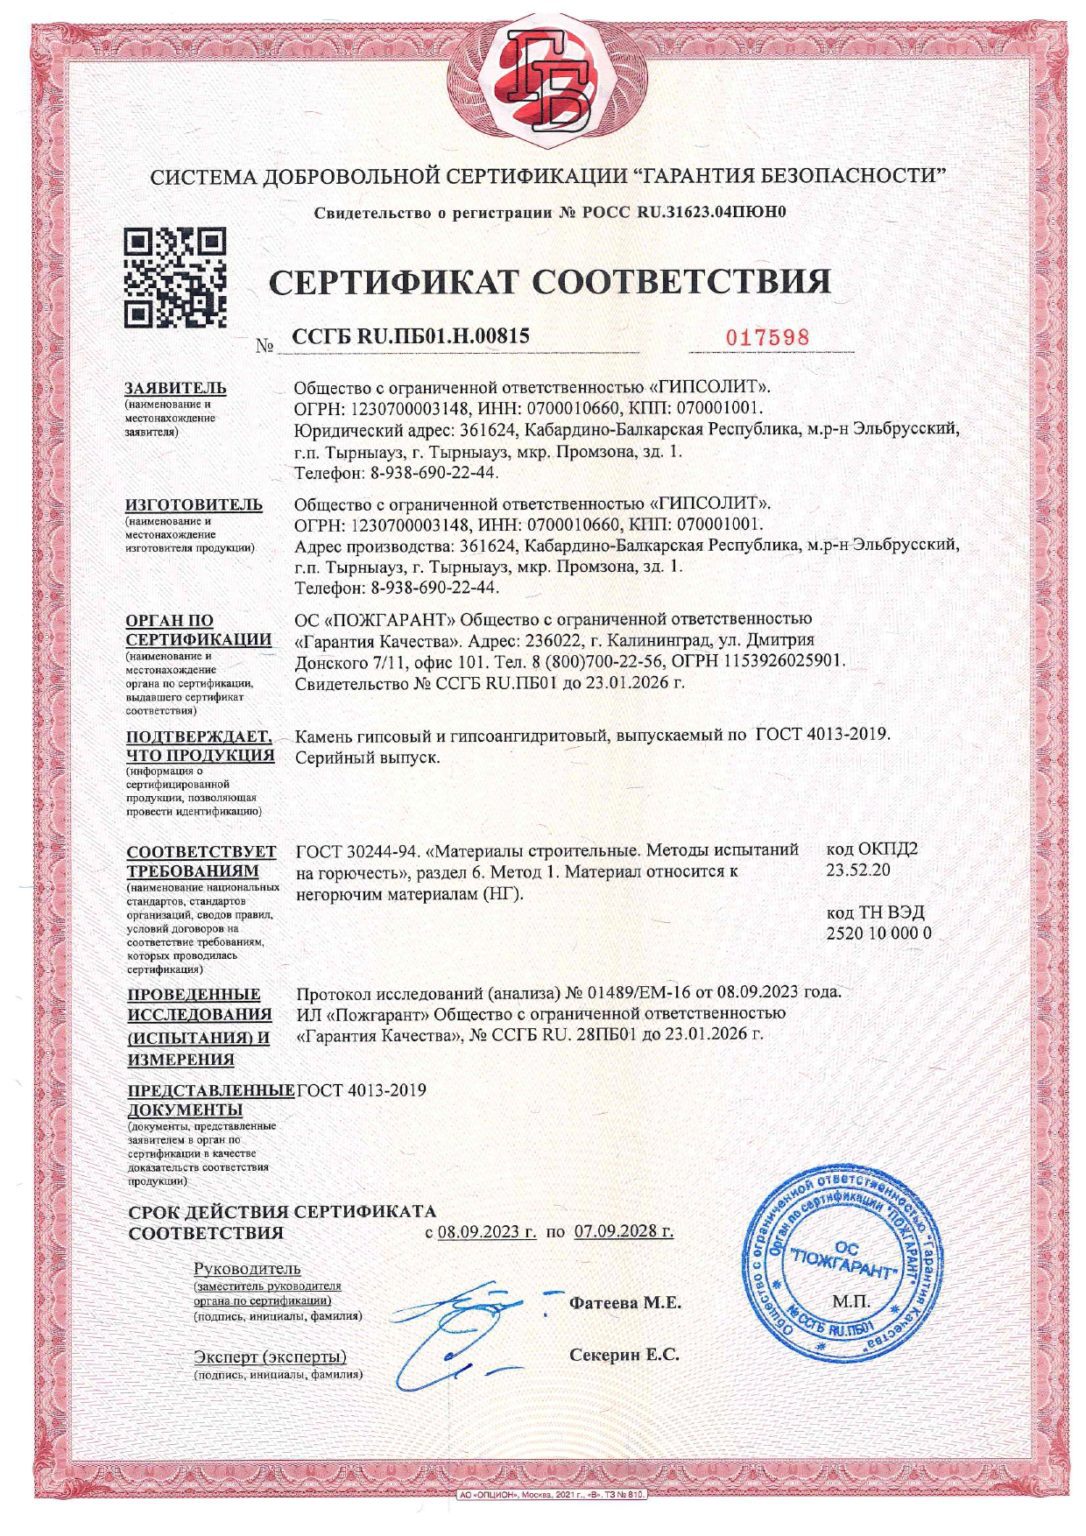 ГБ
СИСТЕМА ДОБРОВОЛЬНОЙ СЕРТИФИКАЦИИ “ГАРАНТИЯ БЕЗОПАСНОСТИ”
Свидетельство о регистрации № РОСС RU.31623.04ПЮН0
СЕРТИФИКАТ СООТВЕТСТВИЯ
№ ССГБ RU.ПБ01.Н.00815 017598
ЗАЯВИТЕЛЬ
(наименование и
местонахождение
заявителя)
Общество с ограниченной ответственностью «ГИПСОЛИТ».
ОГРН: 1230700003148, ИНН: 0700010660, КПП: 070001001.
Юридический адрес: 361624, Кабардино-Балкарская Республика, м.р-н Эльбрусский,
г.п. Тырныауз, г. Тырныауз, мкр. Промзона, зд. 1.
Телефон: 8-938-690-22-44.
ИЗГОТОВИТЕЛЬ
(наименование и
местонахождение
изготовителя продукции)
Общество с ограниченной ответственностью «ГИПСОЛИТ».
ОГРН: 1230700003148, ИНН: 0700010660, КПП: 070001001.
Адрес производства: 361624, Кабардино-Балкарская Республика, м.р-н Эльбрусский,
г.п. Тырныауз, г. Тырныауз, мкр. Промзона, зд. 1.
Телефон: 8-938-690-22-44.
ОРГАН ПО
СЕРТИФИКАЦИИ
(наименование и
местонахождение
органа по сертификации,
выдавшего сертификат
соответствия)
ОС «ПОЖГАРАНТ» Общество с ограниченной ответственностью
«Гарантия Качества». Адрес: 236022, г. Калининград, ул. Дмитрия
Донского 7/11, офис 101. Тел. 8 (800)700-22-56, ОГРН 1153926025901.
Свидетельство № ССГБ RU.ПБ01 до 23.01.2026 г.
ПОДТВЕРЖДАЕТ,
ЧТО ПРОДУКЦИЯ
(информация о
сертифицированной
продукции, позволяющая
провести идентификацию)
Камень гипсовый и гипсоангидритовый, выпускаемый по ГОСТ 4013-2019.
Серийный выпуск.
СООТВЕТСТВУЕТ
ТРЕБОВАНИЯМ
(наименование национальных
стандартов, стандартов
организаций, сводов правил,
условий договоров на
соответствие требованиям,
которых проводилась
сертификация)
ГОСТ 30244-94. «Материалы строительные. Методы испытаний
на горючесть», раздел 6. Метод 1. Материал относится к
негорючим материалам (НГ).
код ОКПД2
23.52.20
код ТН ВЭД
2520 10 000 0
ПРОВЕДЕННЫЕ
ИССЛЕДОВАНИЯ
(ИСПЫТАНИЯ) И
ИЗМЕРЕНИЯ
Протокол исследований (анализа) № 01489/ЕМ-16 от 08.09.2023 года.
ИЛ «Пожгарант» Общество с ограниченной ответственностью
«Гарантия Качества», № ССГБ RU. 28ПБ01 до 23.01.2026 г.
ПРЕДСТАВЛЕННЫЕ
ДОКУМЕНТЫ
(документы, представленные
заявителем в орган по
сертификации в качестве
доказательств соответствия
продукции)
ГОСТ 4013-2019
СРОК ДЕЙСТВИЯ СЕРТИФИКАТА
СООТВЕТСТВИЯ с 08.09.2023 г. по 07.09.2028 г.
Руководитель
(заместитель руководителя
органа по сертификации)
(подпись, инициалы, фамилия)
Фатеева М.Е.
Эксперт (эксперты)
(подпись, инициалы, фамилия)
Секерин Е.С.
Общество с ограниченной ответственностью "Гарантия Качества"
Орган по сертификации "ПОЖГАРАНТ"
ОС
"ПОЖГАРАНТ"
М.П.
№ ССГБ RU.ПБ01
АО «ОПЦИОН», Москва, 2021 г., «В». ТЗ № 810.